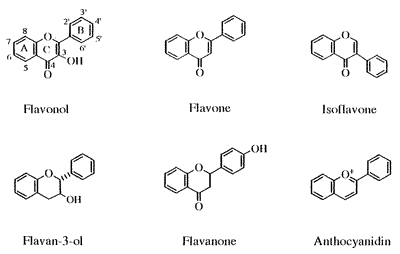 3'
2'
4'
8
B
7
O
5'
A
C
6'
6
3
OH
5
4
O
Flavonol
O
O
Flavone
O
O
Isoflavone
O
OH
Flavan-3-ol
OH
O
O
Flavanone
O+
Anthocyanidin